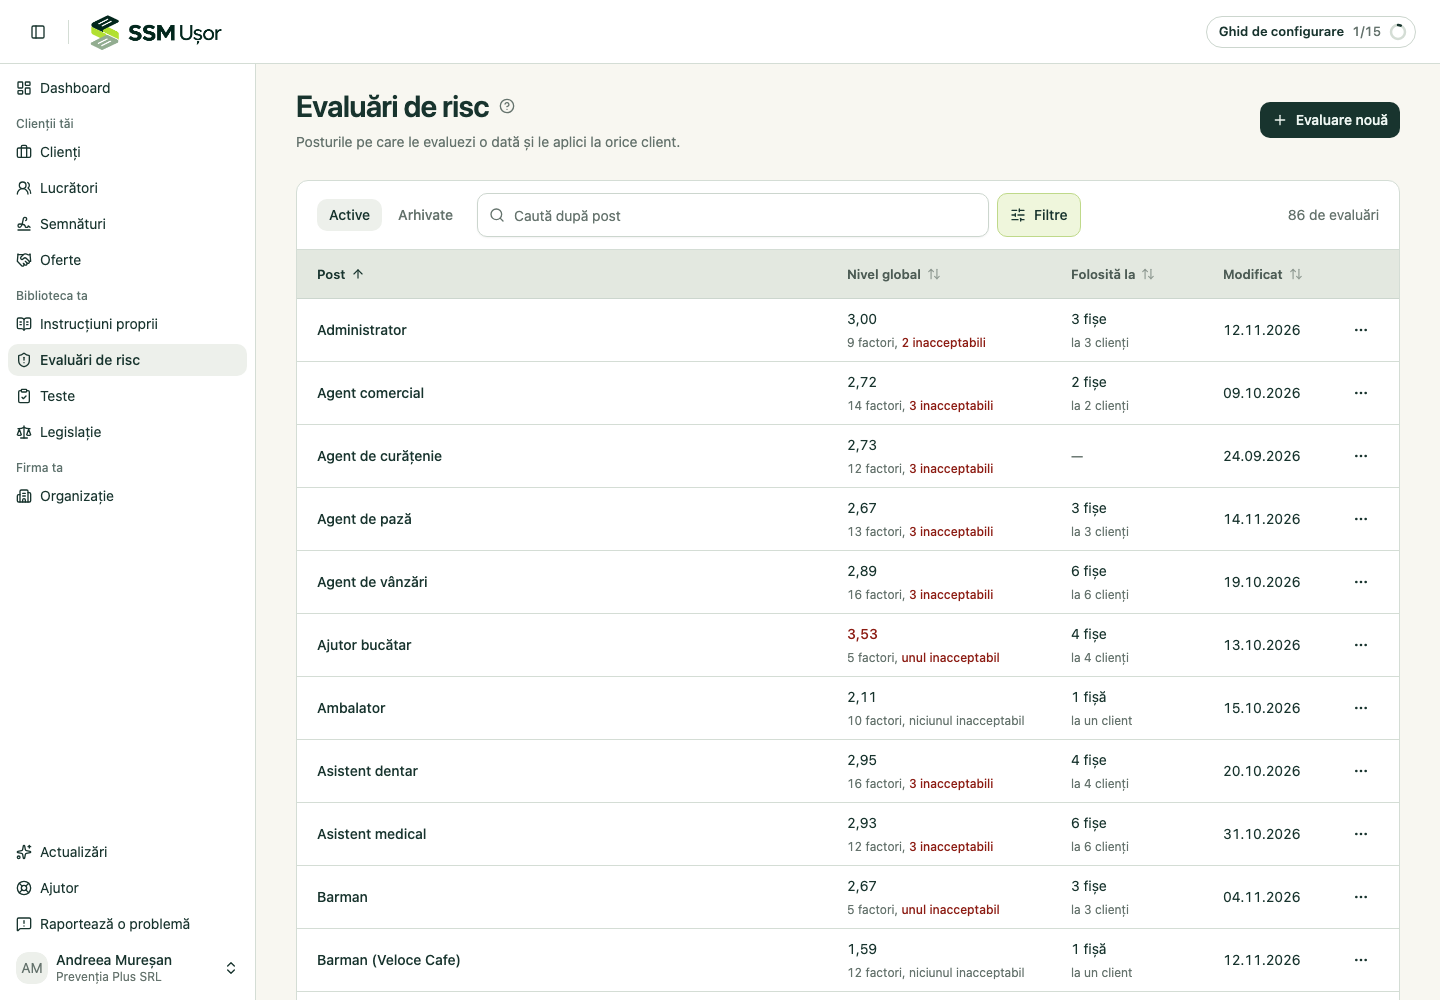 SSM Ușor
Ghid de configurare 1/15
Dashboard
Clienții tăi
Clienți
Lucrători
Semnături
Oferte
Biblioteca ta
Instrucțiuni proprii
Evaluări de risc
Teste
Legislație
Firma ta
Organizație
Actualizări
Ajutor
Raportează o problemă
AM
Andreea Mureșan
Prevenția Plus SRL
Evaluări de risc
Posturile pe care le evaluezi o dată și le aplici la orice client.
Evaluare nouă
Active Arhivate Caută după post Filtre 86 de evaluări
Post Nivel global Folosită la Modificat
Administrator 3,00 3 fișe 12.11.2026
9 factori, 2 inacceptabili la 3 clienți
Agent comercial 2,72 2 fișe 09.10.2026
14 factori, 3 inacceptabili la 2 clienți
Agent de curățenie 2,73 — 24.09.2026
12 factori, 3 inacceptabili
Agent de pază 2,67 3 fișe 14.11.2026
13 factori, 3 inacceptabili la 3 clienți
Agent de vânzări 2,89 6 fișe 19.10.2026
16 factori, 3 inacceptabili la 6 clienți
Ajutor bucătar 3,53 4 fișe 13.10.2026
5 factori, unul inacceptabil la 4 clienți
Ambalator 2,11 1 fișă 15.10.2026
10 factori, niciunul inacceptabil la un client
Asistent dentar 2,95 4 fișe 20.10.2026
16 factori, 3 inacceptabili la 4 clienți
Asistent medical 2,93 6 fișe 31.10.2026
12 factori, 3 inacceptabili la 6 clienți
Barman 2,67 3 fișe 04.11.2026
5 factori, unul inacceptabil la 3 clienți
Barman (Veloce Cafe) 1,59 1 fișă 12.11.2026
12 factori, niciunul inacceptabil la un client